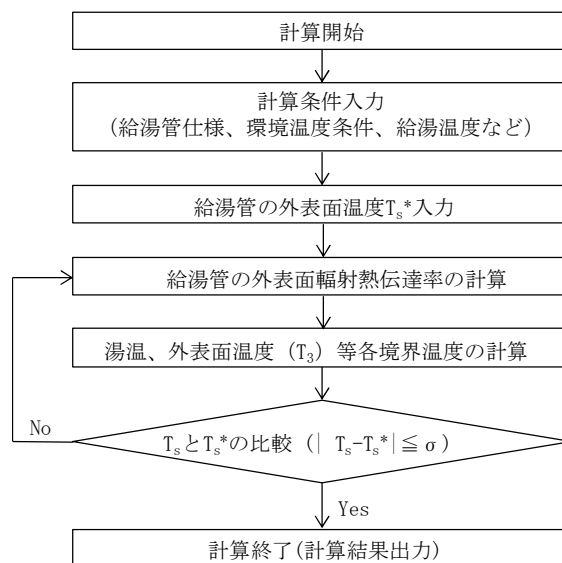 計算開始
計算条件入力
(給湯管仕様、環境温度条件、給湯温度など)
給湯管の外表面温度Ts*入力
給湯管の外表面輻射熱伝達率の計算
湯温、外表面温度（T3）等各境界温度の計算
No
TsとTs*の比較（| Ts-Ts*|≦σ）
Yes
計算終了(計算結果出力)